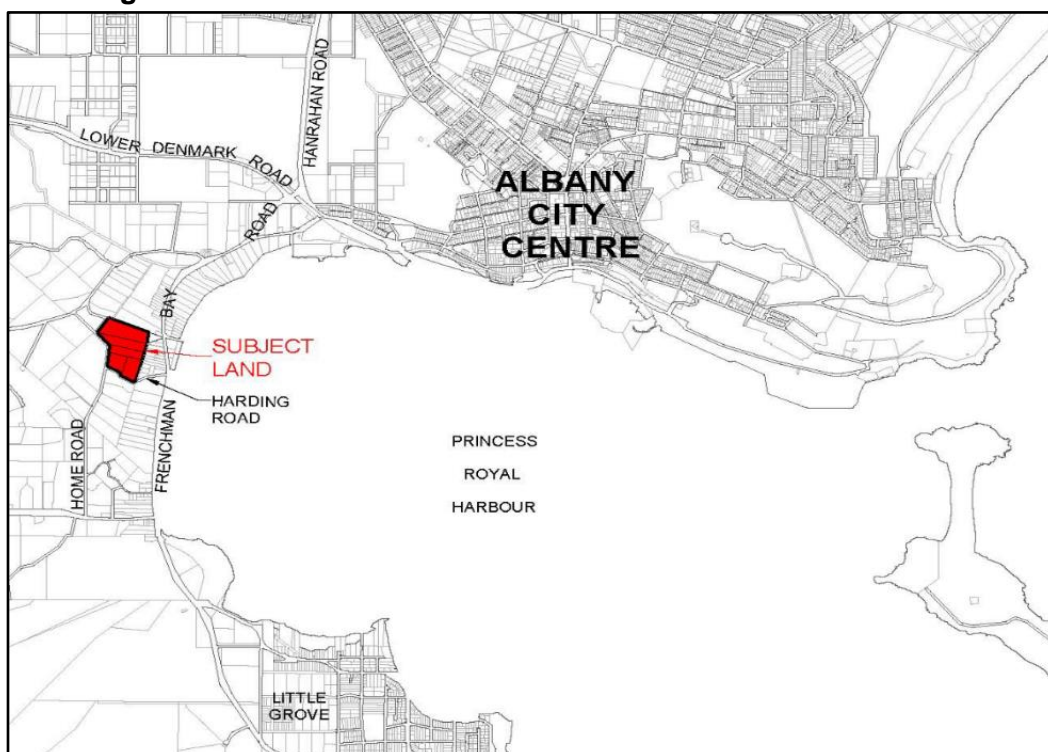 HANRAHAN ROAD
LOWER DENMARK ROAD
ALBANY
CITY
CENTRE
FRENCHMAN BAY ROAD
SUBJECT
LAND
HARDING
ROAD
HOME ROAD
PRINCESS
ROYAL
HARBOUR
LITTLE
GROVE